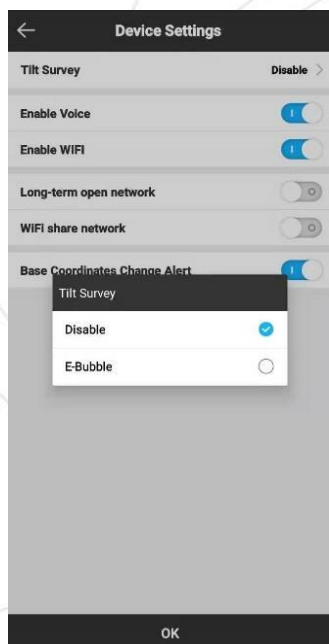 Device Settings
Tilt Survey Disable
Enable Voice
Enable WIFI
Long-term open network
WiFi share network
Base Coordinates Change Alert
Tilt Survey
Disable
E-Bubble
OK